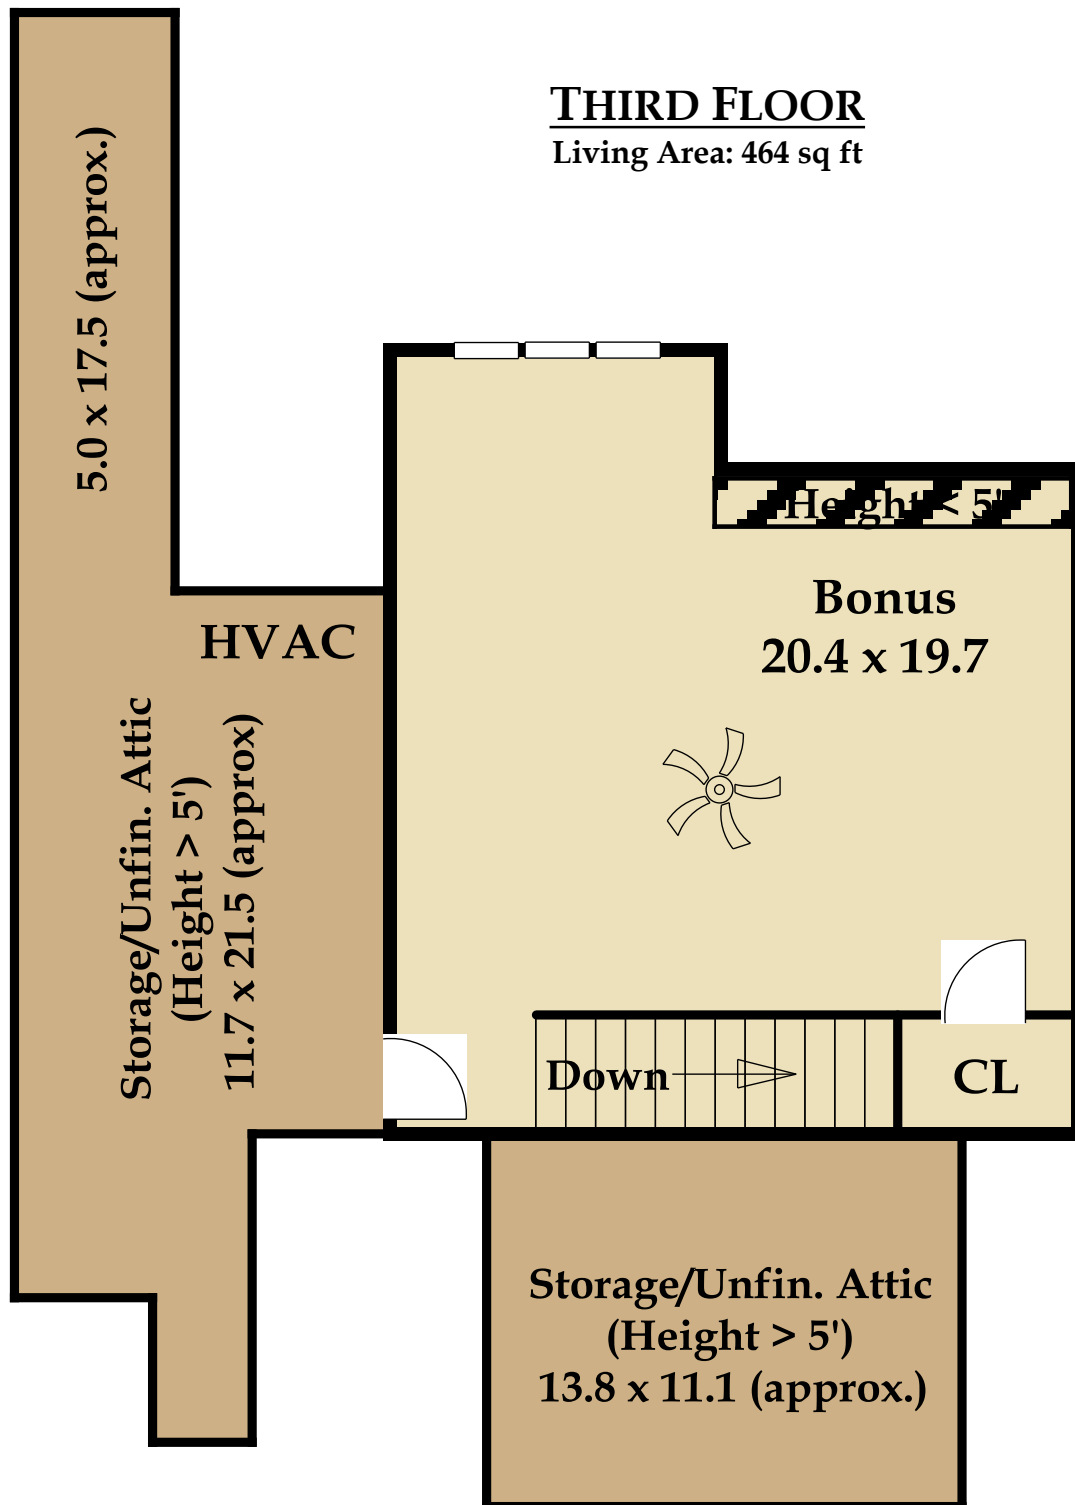 THIRD FLOOR
Living Area: 464 sq ft
5.0 x 17.5 (approx.)
Height < 5'
Bonus
20.4 x 19.7
HVAC
Storage/Unfin. Attic
(Height > 5')
11.7 x 21.5 (approx)
Down
CL
Storage/Unfin. Attic
(Height > 5')
13.8 x 11.1 (approx.)